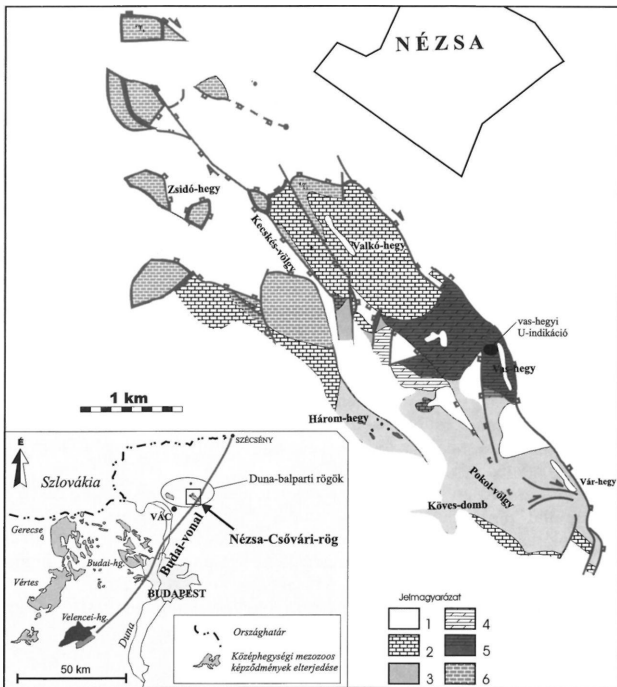 NÉZSA
Zsidó-hegy
Kecskés-völgy
Valkó-hegy
vas-hegyi
U-indikáció
Vas-hegy
1 km
Három-hegy
Pokol-völgy
Vár-hegy
Köves-domb
É
SZÉCSÉNY
Szlovákia
Duna-balparti rögök
VÁC
Nézsa-Csővári-rög
Budai-vonal
Gerecse
Budai-hg.
Vértes
BUDAPEST
Velencei-hg.
Duna
Országhatár
Középhegységi mezozoos
képződmények elterjedése
50 km
Jelmagyarázat
1
4
2
5
3
6